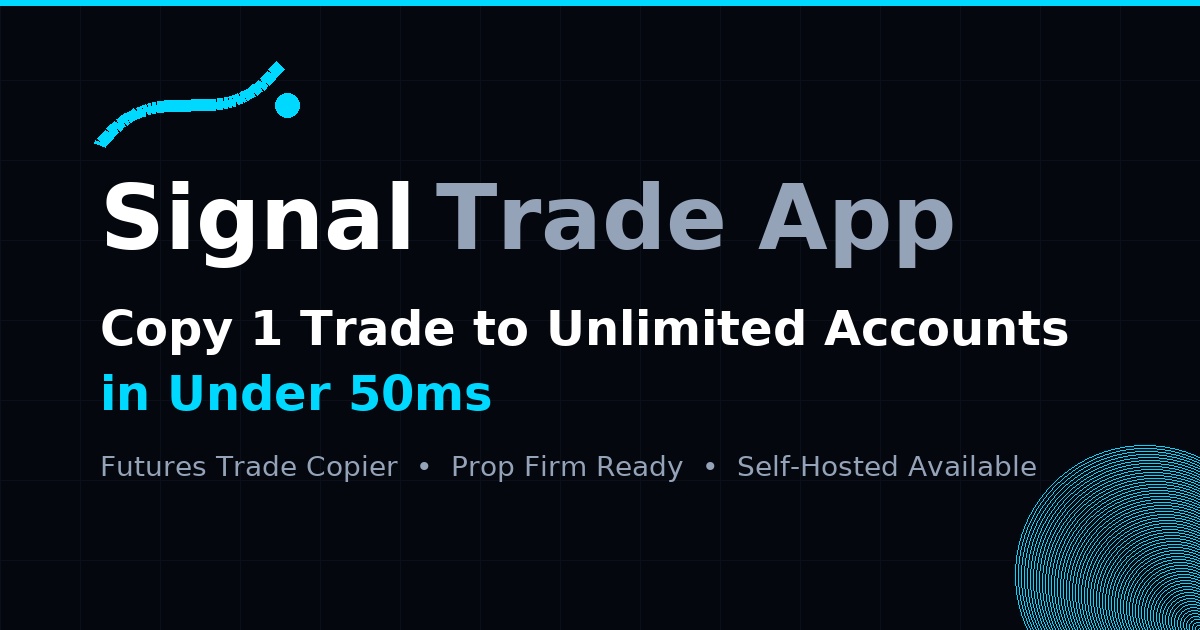 Signal Trade App
Copy 1 Trade to Unlimited Accounts
in Under 50ms
Futures Trade Copier • Prop Firm Ready • Self-Hosted Available